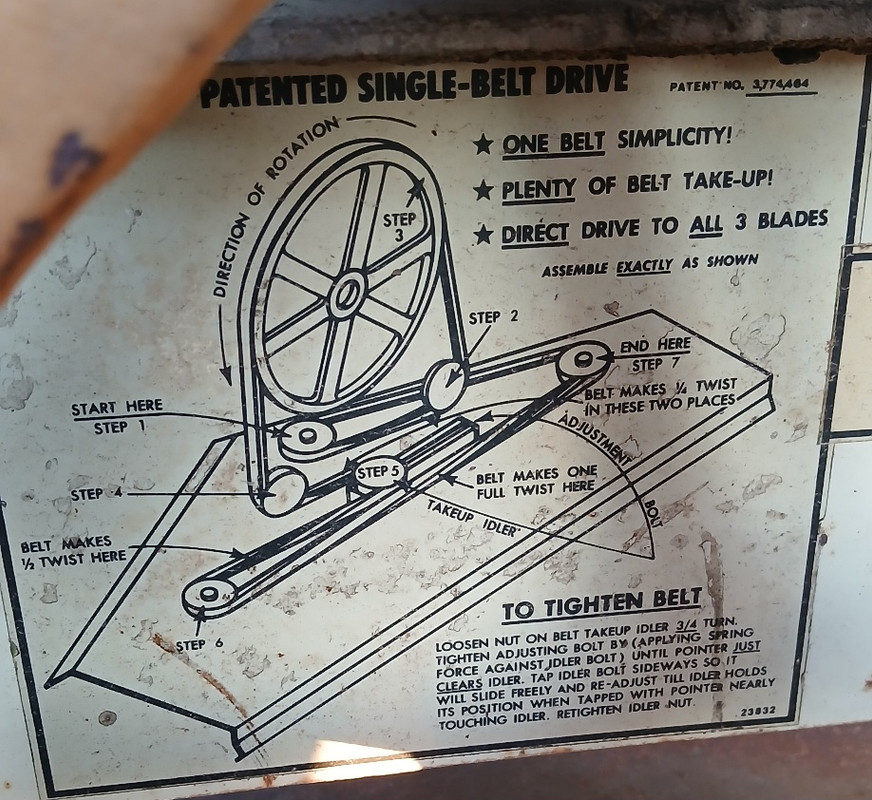 PATENTED SINGLE-BELT DRIVE
PATENT NO. 3,774,464
★ ONE BELT SIMPLICITY!
★ PLENTY OF BELT TAKE-UP!
★ DIRECT DRIVE TO ALL 3 BLADES
ASSEMBLE EXACTLY AS SHOWN
DIRECTION OF ROTATION
STEP
3
STEP 2
END HERE
STEP 7
BELT MAKES ¼ TWIST
IN THESE TWO PLACES
START HERE
STEP 1
ADJUSTMENT
BOLT
STEP 5
BELT MAKES ONE
FULL TWIST HERE
STEP 4
TAKEUP IDLER
BELT MAKES
½ TWIST HERE
STEP 6
TO TIGHTEN BELT
LOOSEN NUT ON BELT TAKEUP IDLER 3/4 TURN.
TIGHTEN ADJUSTING BOLT BY (APPLYING SPRING
FORCE AGAINST IDLER BOLT) UNTIL POINTER JUST
CLEARS IDLER. TAP IDLER BOLT SIDEWAYS SO IT
WILL SLIDE FREELY AND RE-ADJUST TILL IDLER HOLDS
ITS POSITION WHEN TAPPED WITH POINTER NEARLY
TOUCHING IDLER. RETIGHTEN IDLER NUT.
23832